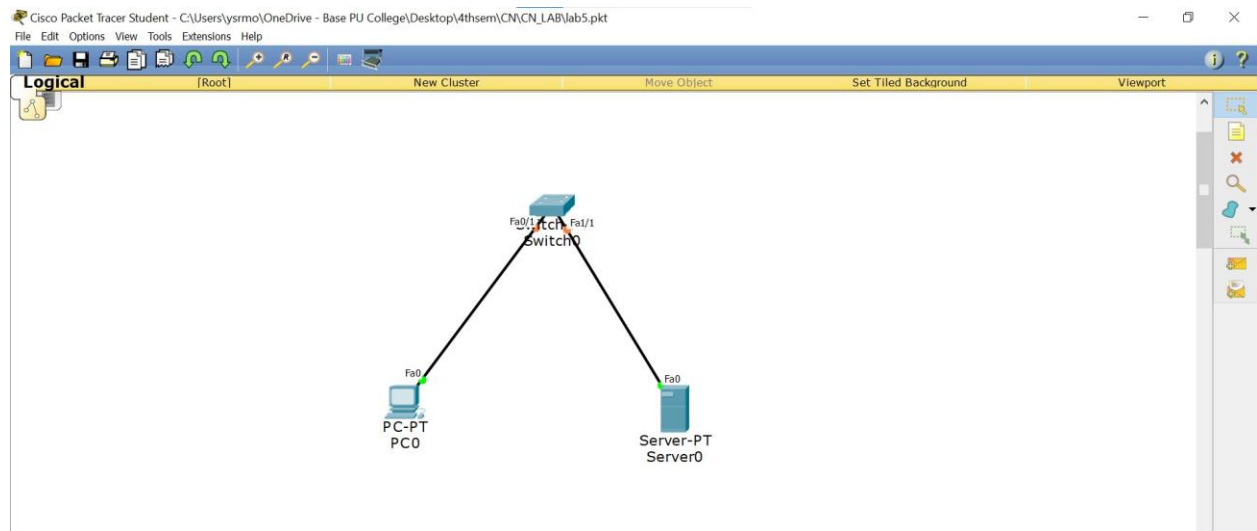 Cisco Packet Tracer Student - C:\Users\ysrmo\OneDrive - Base PU College\Desktop\4thsem\CN\CN_LAB\lab5.pkt
File Edit Options View Tools Extensions Help
Logical [Root] New Cluster Move Object Set Tiled Background Viewport
Fa0/1 Fa1/1
Switch0
Fa0
PC-PT
PC0
Fa0
Server-PT
Server0